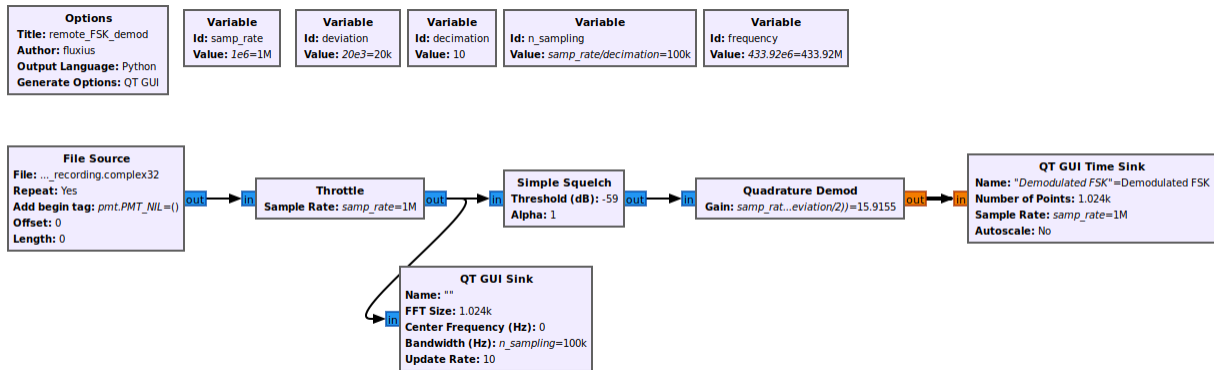 Options
Title: remote_FSK_demod
Author: fluxius
Output Language: Python
Generate Options: QT GUI
Variable
Id: samp_rate
Value: 1e6=1M
Variable
Id: deviation
Value: 20e3=20k
Variable
Id: decimation
Value: 10
Variable
Id: n_sampling
Value: samp_rate/decimation=100k
Variable
Id: frequency
Value: 433.92e6=433.92M
File Source
File: ..._recording.complex32
Repeat: Yes
Add begin tag: pmt.PMT_NIL=()
Offset: 0
Length: 0
out
in
Throttle
Sample Rate: samp_rate=1M
out
in
Simple Squelch
Threshold (dB): -59
Alpha: 1
out
in
Quadrature Demod
Gain: samp_rat...eviation/2))=15.9155
out
in
QT GUI Time Sink
Name: "Demodulated FSK"=Demodulated FSK
Number of Points: 1.024k
Sample Rate: samp_rate=1M
Autoscale: No
in
QT GUI Sink
Name: ""
FFT Size: 1.024k
Center Frequency (Hz): 0
Bandwidth (Hz): n_sampling=100k
Update Rate: 10